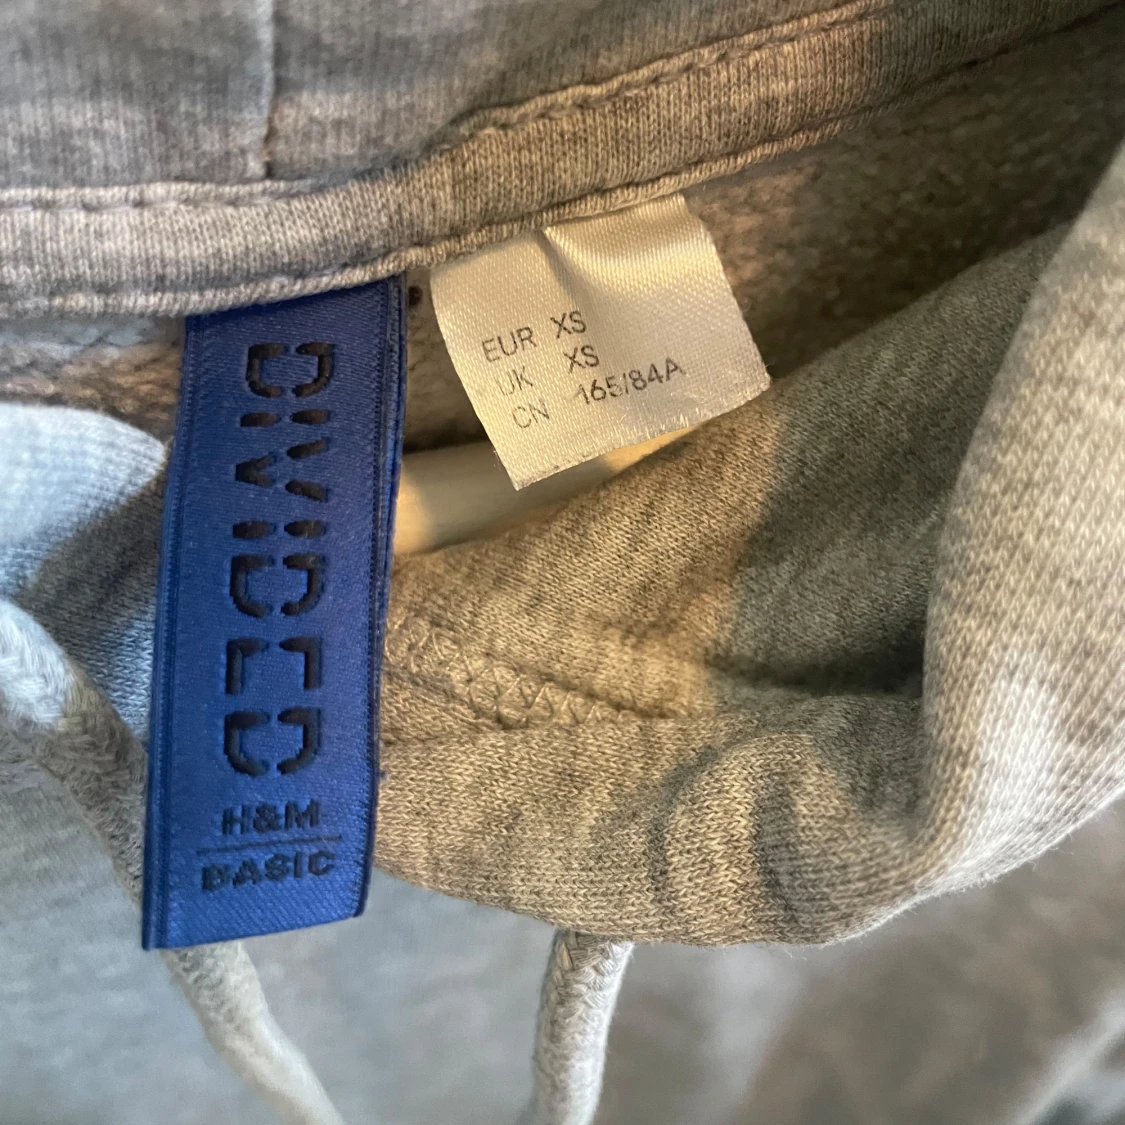 DIVIDED
H&M
BASIC
EUR XS
UK XS
CN 165/84A